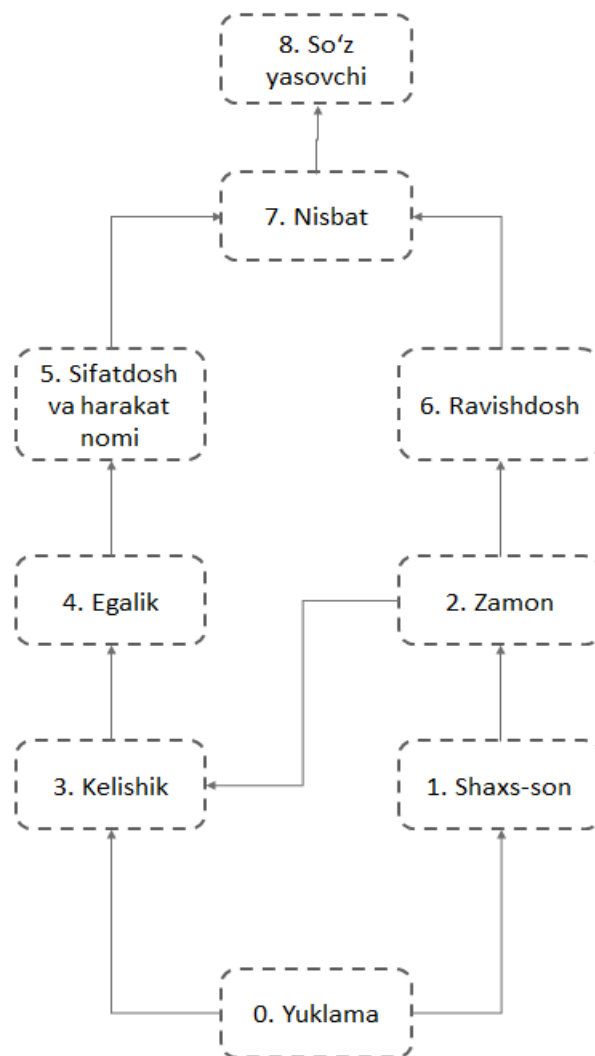 8. So‘z
yasovchi
7. Nisbat
5. Sifatdosh
va harakat
nomi
6. Ravishdosh
4. Egalik
2. Zamon
3. Kelishik
1. Shaxs-son
0. Yuklama